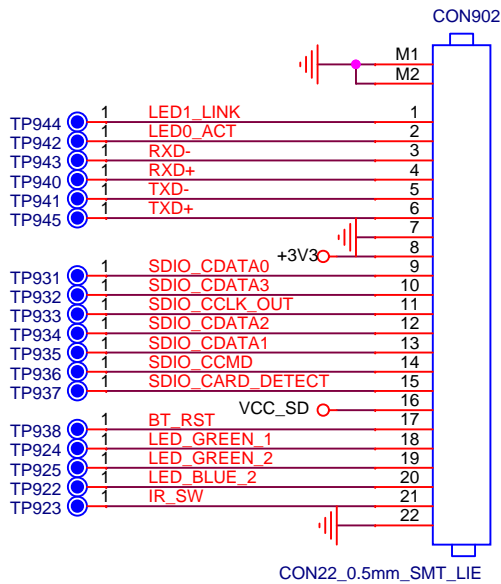 CON902
M1
M2
TP944 1 LED1_LINK 1
TP942 1 LED0_ACT 2
TP943 1 RXD- 3
TP940 1 RXD+ 4
TP941 1 TXD- 5
TP945 1 TXD+ 6
7
+3V3 8
TP931 1 SDIO_CDATA0 9
TP932 1 SDIO_CDATA3 10
TP933 1 SDIO_CCLK_OUT 11
TP934 1 SDIO_CDATA2 12
TP935 1 SDIO_CDATA1 13
TP936 1 SDIO_CCMD 14
TP937 1 SDIO_CARD_DETECT 15
VCC_SD 16
TP938 1 BT_RST 17
TP924 1 LED_GREEN_1 18
TP925 1 LED_GREEN_2 19
TP922 1 LED_BLUE_2 20
TP923 1 IR_SW 21
22
CON22_0.5mm_SMT_LIE